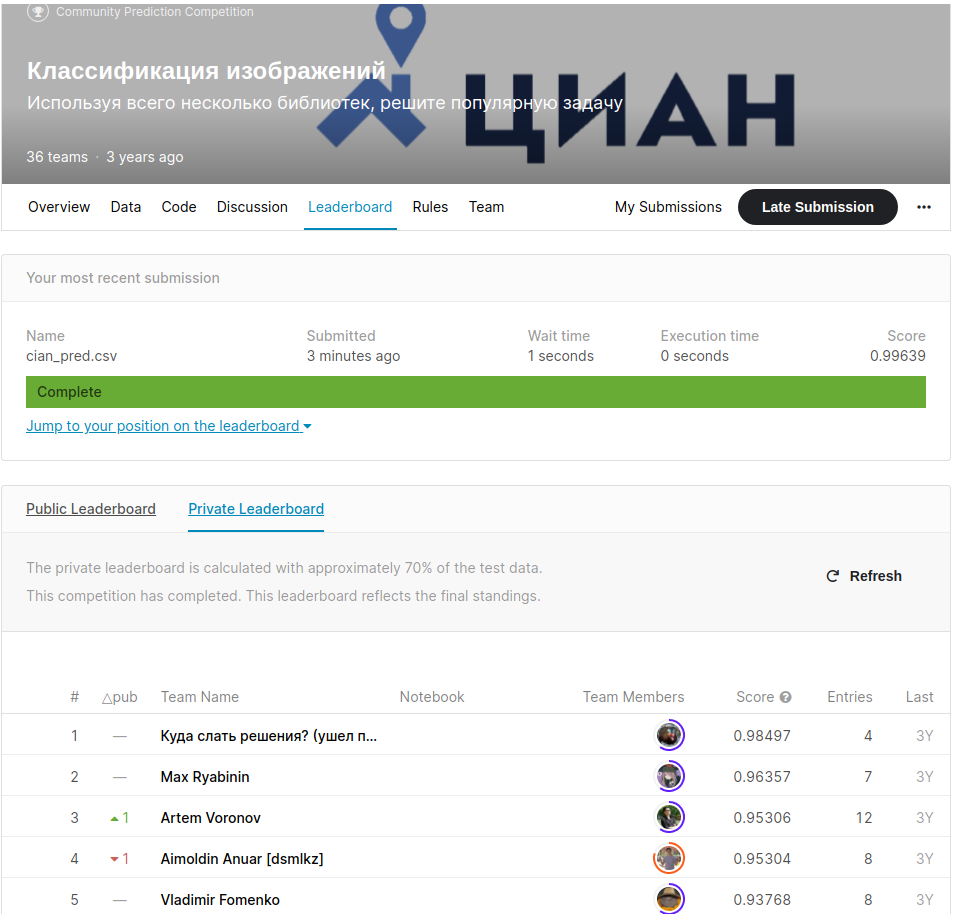 Community Prediction Competition
Классификация изображений
Используя всего несколько библиотек, решите популярную задачу
ЦИАН
36 teams · 3 years ago
Overview Data Code Discussion Leaderboard Rules Team My Submissions Late Submission ...
Your most recent submission
Name Submitted Wait time Execution time Score
cian_pred.csv 3 minutes ago 1 seconds 0 seconds 0.99639
Complete
Jump to your position on the leaderboard
Public Leaderboard Private Leaderboard
The private leaderboard is calculated with approximately 70% of the test data.
This competition has completed. This leaderboard reflects the final standings.
Refresh
# △pub Team Name Notebook Team Members Score ? Entries Last
1 — Куда слать решения? (ушел п... 0.98497 4 3Y
2 — Max Ryabinin 0.96357 7 3Y
3 ▲1 Artem Voronov 0.95306 12 3Y
4 ▼1 Aimoldin Anuar [dsmlkz] 0.95304 8 3Y
5 — Vladimir Fomenko 0.93768 8 3Y